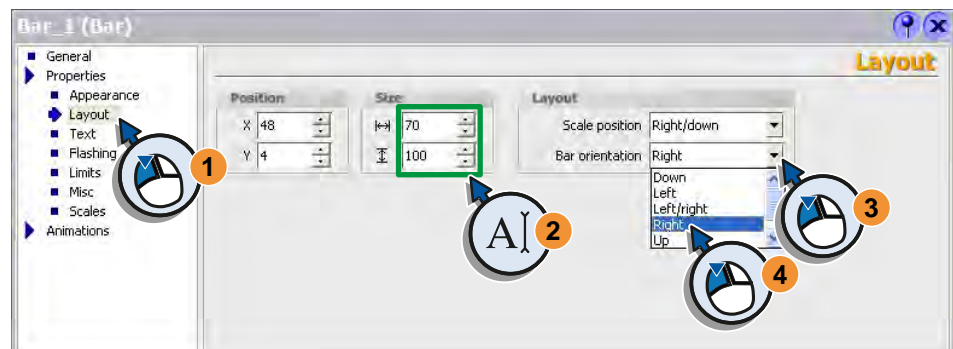 Bar_1 (Bar)
General
Properties
Appearance
Layout
Text
Flashing
Limits
Misc
Scales
Animations
1
Layout
Position
X 48
Y 4
Size
70
100
A
2
Layout
Scale position Right/down
Bar orientation Right
Down
Left
Left/right
Right
Up
3
4